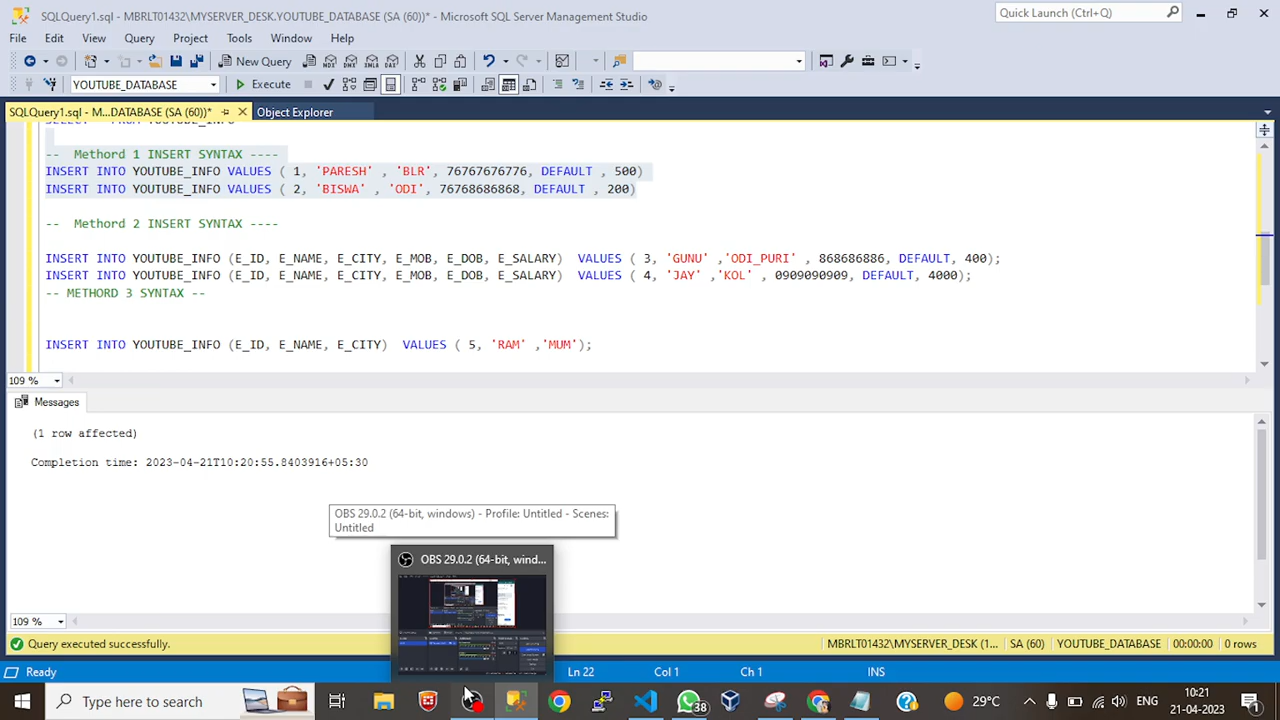 SQLQuery1.sql - MBRLT01432\MYSERVER_DESK.YOUTUBE_DATABASE (SA (60))* - Microsoft SQL Server Management Studio
Quick Launch (Ctrl+Q)
File Edit View Query Project Tools Window Help
New Query
YOUTUBE_DATABASE Execute
SQLQuery1.sql - M...DATABASE (SA (60))* Object Explorer
-- Methord 1 INSERT SYNTAX ----
INSERT INTO YOUTUBE_INFO VALUES ( 1, 'PARESH' , 'BLR', 76767676776, DEFAULT , 500)
INSERT INTO YOUTUBE_INFO VALUES ( 2, 'BISWA' , 'ODI', 76768686868, DEFAULT , 200)
-- Methord 2 INSERT SYNTAX ----
INSERT INTO YOUTUBE_INFO (E_ID, E_NAME, E_CITY, E_MOB, E_DOB, E_SALARY) VALUES ( 3, 'GUNU' ,'ODI_PURI' , 868686886, DEFAULT, 400);
INSERT INTO YOUTUBE_INFO (E_ID, E_NAME, E_CITY, E_MOB, E_DOB, E_SALARY) VALUES ( 4, 'JAY' ,'KOL' , 0909090909, DEFAULT, 4000);
-- METHORD 3 SYNTAX --
INSERT INTO YOUTUBE_INFO (E_ID, E_NAME, E_CITY) VALUES ( 5, 'RAM' ,'MUM');
109 %
Messages
(1 row affected)
Completion time: 2023-04-21T10:20:55.8403916+05:30
OBS 29.0.2 (64-bit, windows) - Profile: Untitled - Scenes:
Untitled
OBS 29.0.2 (64-bit, wind...
109 %
Query executed successfully. MBRLT01432\MYSERVER_DESK (1... SA (60) YOUTUBE_DATABASE
Ready Ln 22 Col 1 Ch 1 INS
Type here to search 38 29°C ENG 10:21
21-04-2023